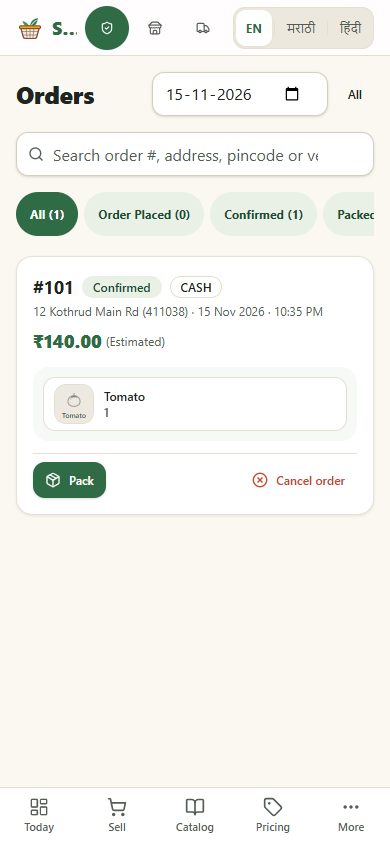 S...
EN
मराठी
हिंदी
Orders
15-11-2026
All
Search order #, address, pincode or ve
All (1)
Order Placed (0)
Confirmed (1)
Packed
#101
Confirmed
CASH
12 Kothrud Main Rd (411038) · 15 Nov 2026 · 10:35 PM
₹140.00 (Estimated)
Tomato
Tomato
1
Pack
Cancel order
Today
Sell
Catalog
Pricing
More